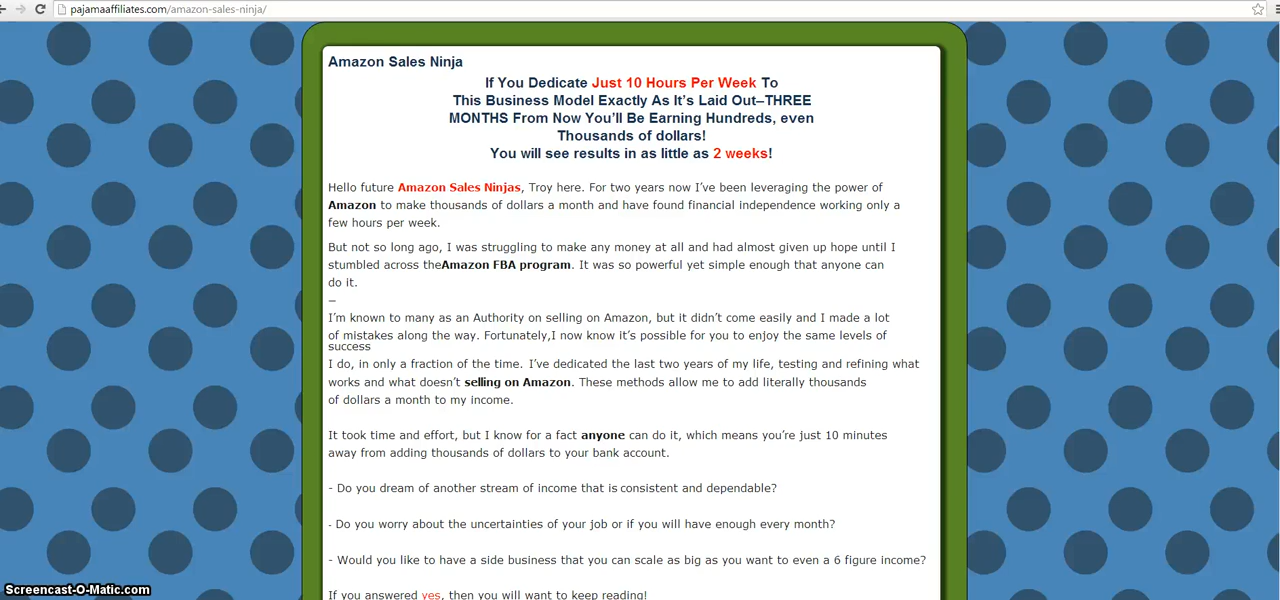 pajamaaffiliates.com/amazon-sales-ninja/
Amazon Sales Ninja
If You Dedicate Just 10 Hours Per Week To
This Business Model Exactly As It's Laid Out–THREE
MONTHS From Now You'll Be Earning Hundreds, even
Thousands of dollars!
You will see results in as little as 2 weeks!
Hello future Amazon Sales Ninjas, Troy here. For two years now I've been leveraging the power of
Amazon to make thousands of dollars a month and have found financial independence working only a
few hours per week.
But not so long ago, I was struggling to make any money at all and had almost given up hope until I
stumbled across theAmazon FBA program. It was so powerful yet simple enough that anyone can
do it.
–
I'm known to many as an Authority on selling on Amazon, but it didn't come easily and I made a lot
of mistakes along the way. Fortunately,I now know it's possible for you to enjoy the same levels of
success
I do, in only a fraction of the time. I've dedicated the last two years of my life, testing and refining what
works and what doesn't selling on Amazon. These methods allow me to add literally thousands
of dollars a month to my income.
It took time and effort, but I know for a fact anyone can do it, which means you're just 10 minutes
away from adding thousands of dollars to your bank account.
- Do you dream of another stream of income that is consistent and dependable?
- Do you worry about the uncertainties of your job or if you will have enough every month?
- Would you like to have a side business that you can scale as big as you want to even a 6 figure income?
If you answered yes, then you will want to keep reading!
Screencast-O-Matic.com